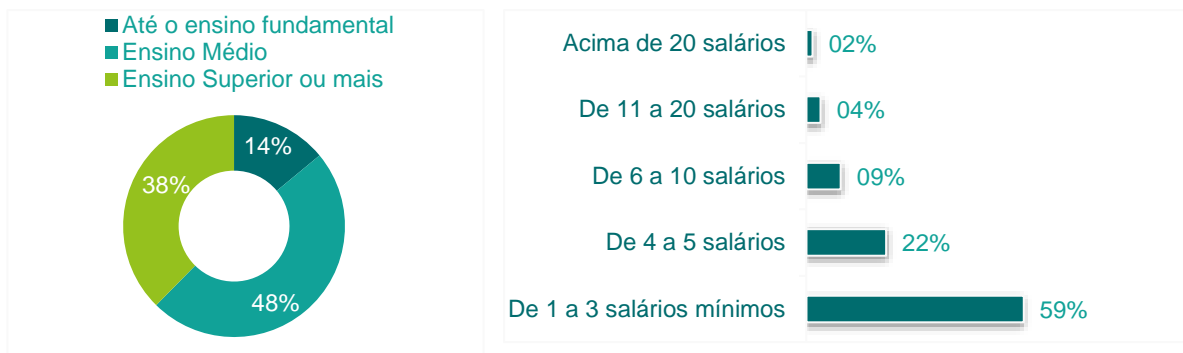 Até o ensino fundamental
Ensino Médio
Ensino Superior ou mais
14%
38%
48%
Acima de 20 salários 02%
De 11 a 20 salários 04%
De 6 a 10 salários 09%
De 4 a 5 salários 22%
De 1 a 3 salários mínimos 59%